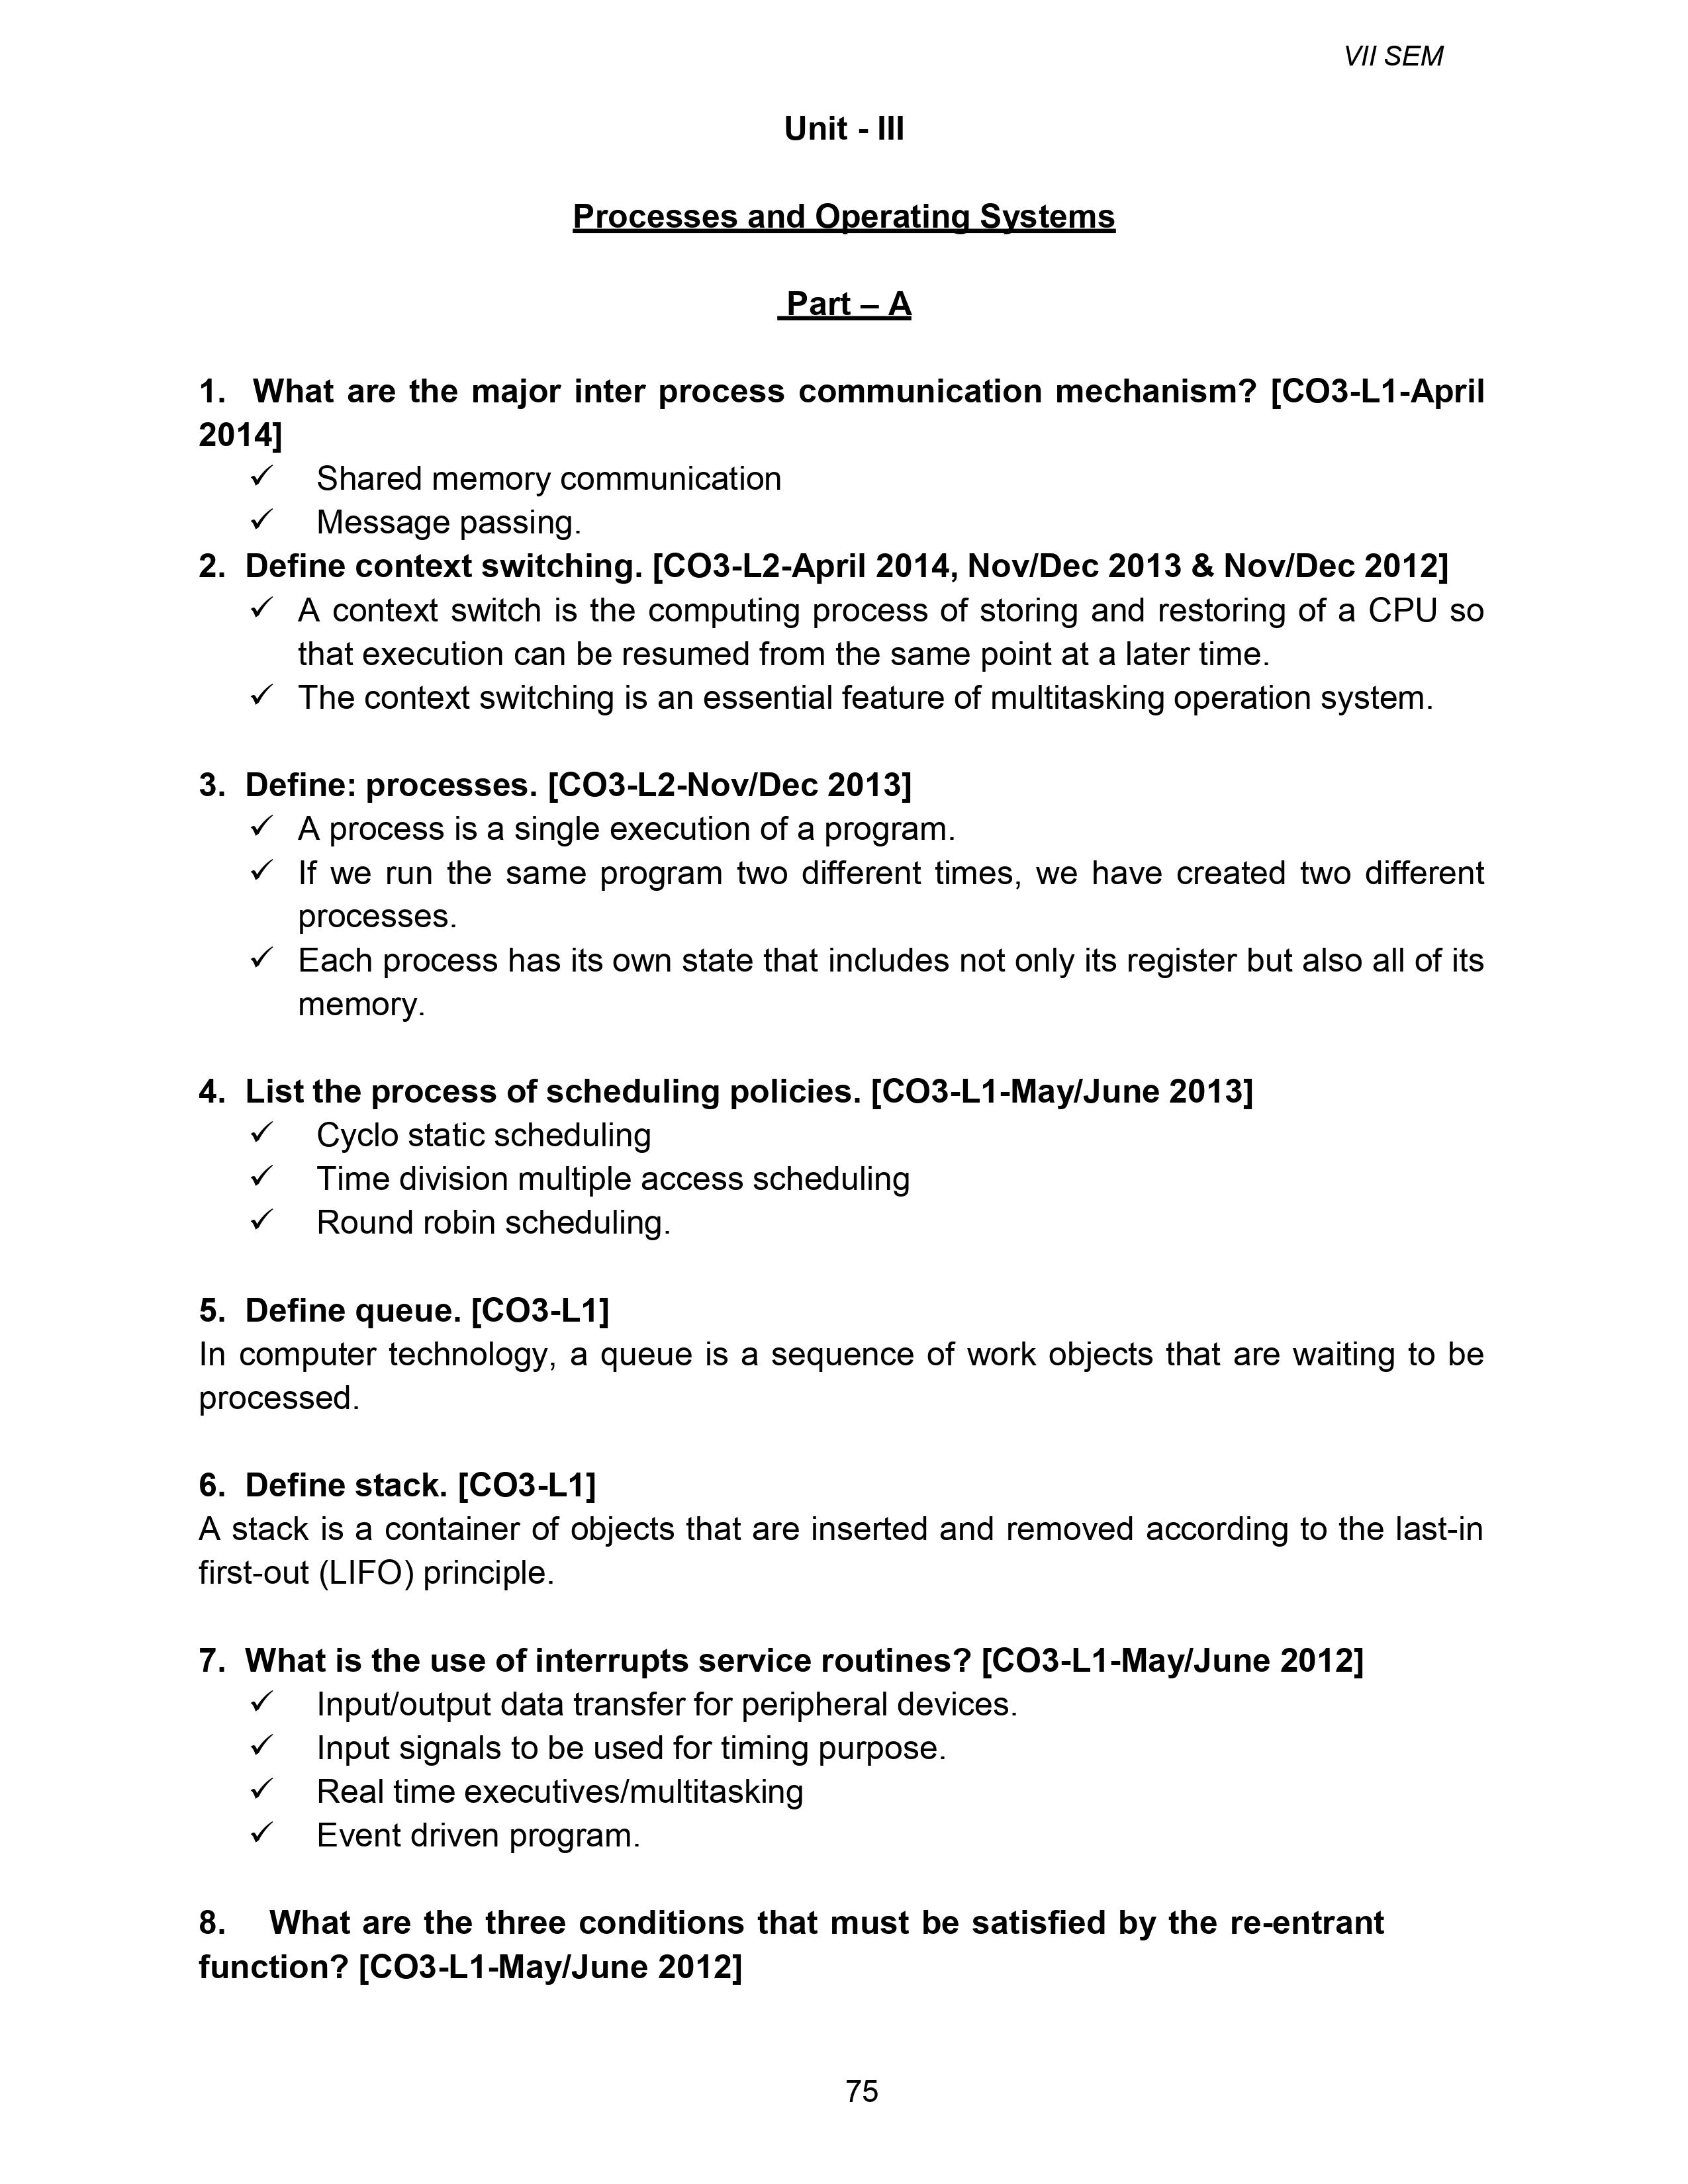 VII SEM
Unit - III
Processes and Operating Systems
Part – A
1. What are the major inter process communication mechanism? [CO3-L1-April
2014]
✓ Shared memory communication
✓ Message passing.
2. Define context switching. [CO3-L2-April 2014, Nov/Dec 2013 & Nov/Dec 2012]
✓ A context switch is the computing process of storing and restoring of a CPU so
that execution can be resumed from the same point at a later time.
✓ The context switching is an essential feature of multitasking operation system.
3. Define: processes. [CO3-L2-Nov/Dec 2013]
✓ A process is a single execution of a program.
✓ If we run the same program two different times, we have created two different
processes.
✓ Each process has its own state that includes not only its register but also all of its
memory.
4. List the process of scheduling policies. [CO3-L1-May/June 2013]
✓ Cyclo static scheduling
✓ Time division multiple access scheduling
✓ Round robin scheduling.
5. Define queue. [CO3-L1]
In computer technology, a queue is a sequence of work objects that are waiting to be
processed.
6. Define stack. [CO3-L1]
A stack is a container of objects that are inserted and removed according to the last-in
first-out (LIFO) principle.
7. What is the use of interrupts service routines? [CO3-L1-May/June 2012]
✓ Input/output data transfer for peripheral devices.
✓ Input signals to be used for timing purpose.
✓ Real time executives/multitasking
✓ Event driven program.
8. What are the three conditions that must be satisfied by the re-entrant
function? [CO3-L1-May/June 2012]
75